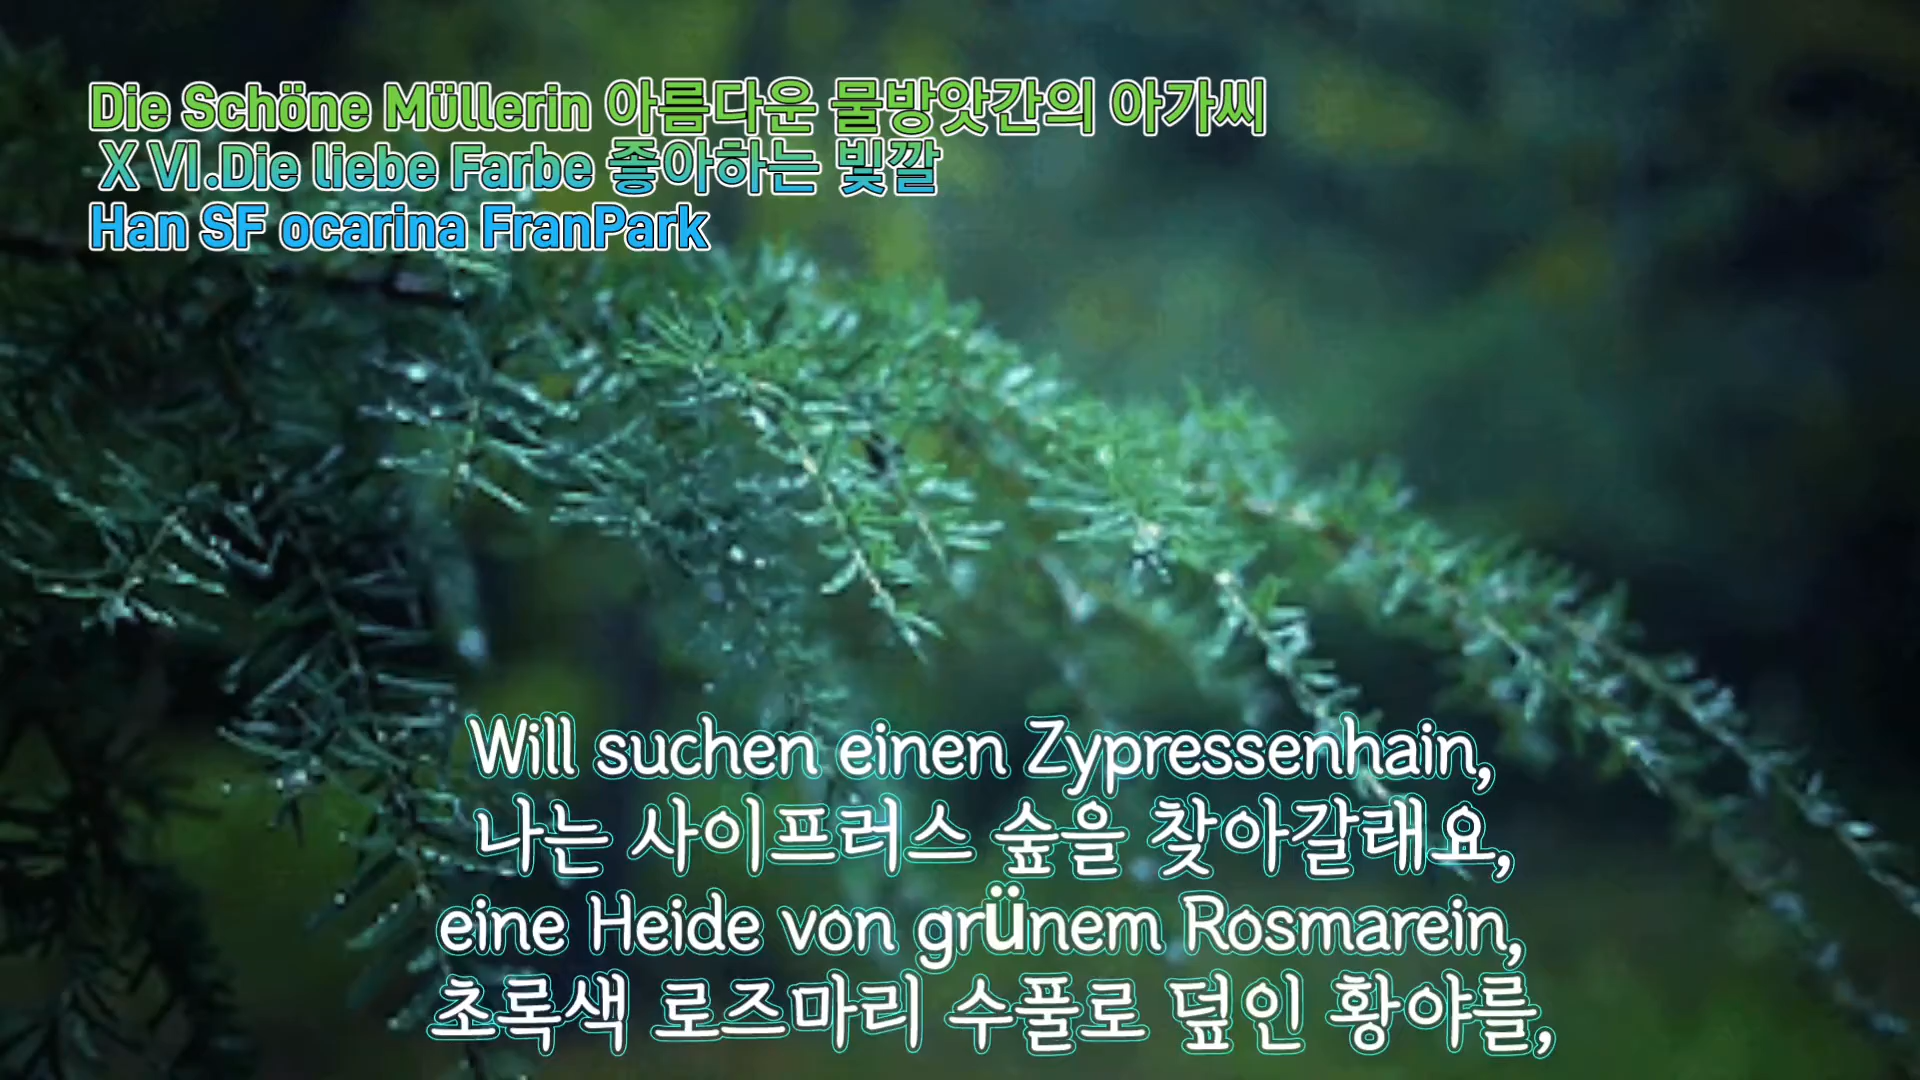 Die Schöne Müllerin 아름다운 물방앗간의 아가씨
X VI.Die liebe Farbe 좋아하는 빛깔
Han SF ocarina FranPark
Will suchen einen Zypressenhain,
나는 사이프러스 숲을 찾아갈래요,
eine Heide von grünem Rosmarein,
초록색 로즈마리 수풀로 덮인 황야를,